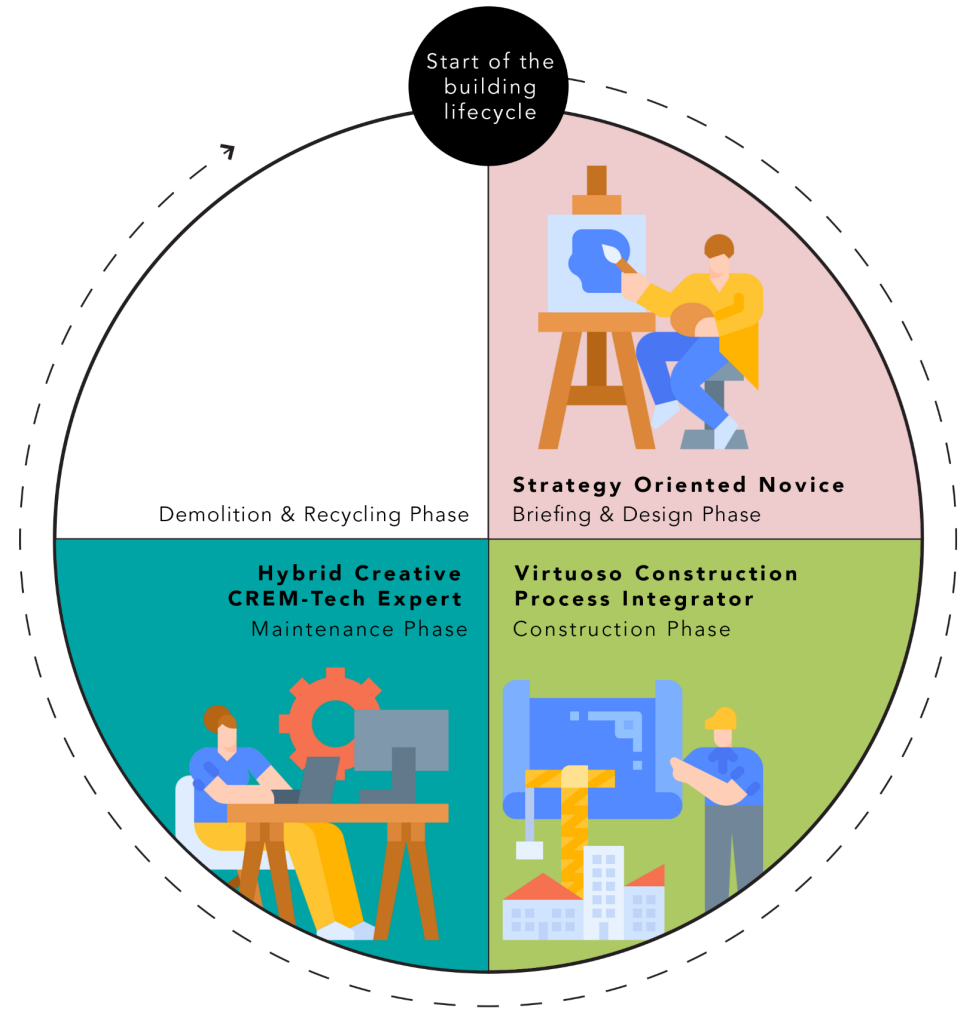 Start of the
building
lifecycle
Strategy Oriented Novice
Briefing & Design Phase
Demolition & Recycling Phase
Hybrid Creative
CREM-Tech Expert
Maintenance Phase
Virtuoso Construction
Process Integrator
Construction Phase